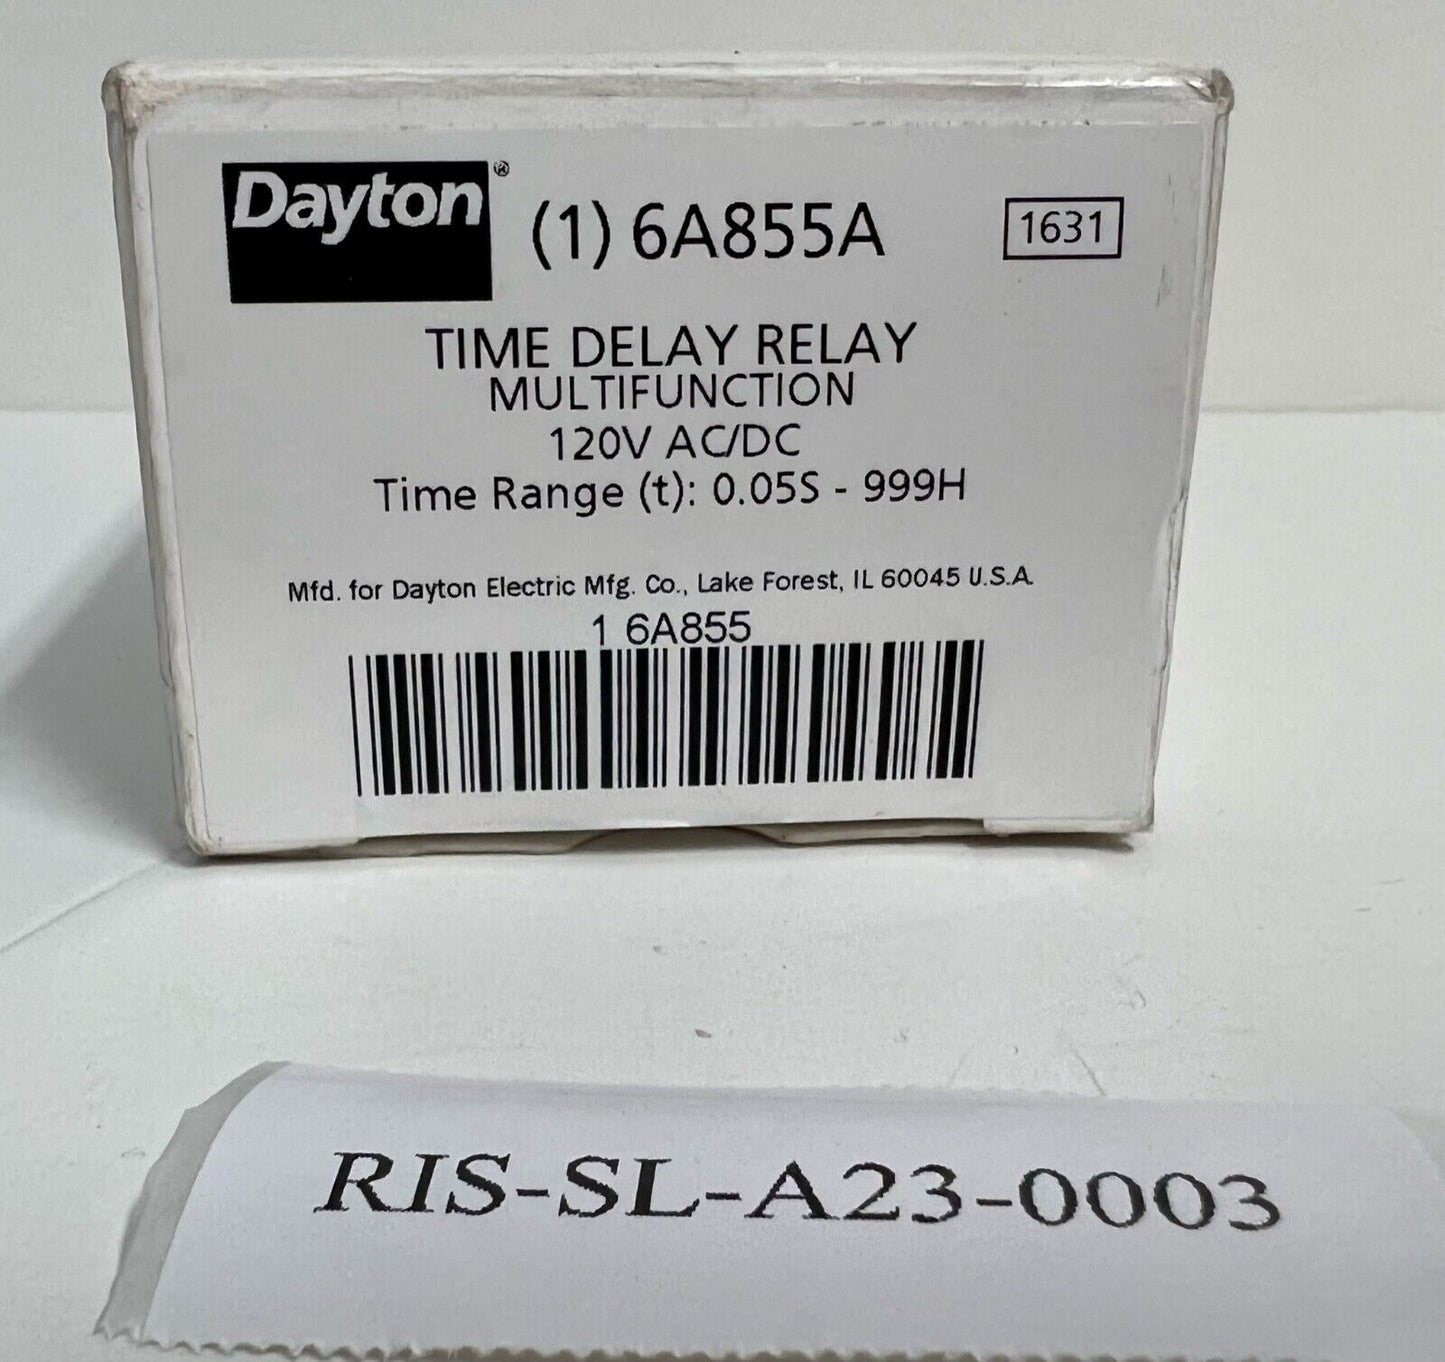 Dayton® (1) 6A855A 1631
TIME DELAY RELAY
MULTIFUNCTION
120V AC/DC
Time Range (t): 0.05S - 999H
Mfd. for Dayton Electric Mfg. Co., Lake Forest, IL 60045 U.S.A.
1 6A855
RIS-SL-A23-0003